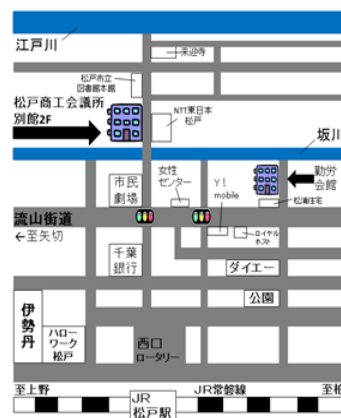 江戸川
来迎寺
松戸市立
図書館本館
松戸商工会議所
別館2F
NTT東日本
松戸
坂川
市民
劇場
女性
センター
Y!
mobile
勤労
会館
松浦住宅
流山街道
←至矢切
ロイヤル
ホスト
千葉
銀行
ダイエー
公園
伊勢丹
ハロー
ワーク
松戸
西口
ロータリー
至上野
JR
松戸駅
JR常磐線
至柏